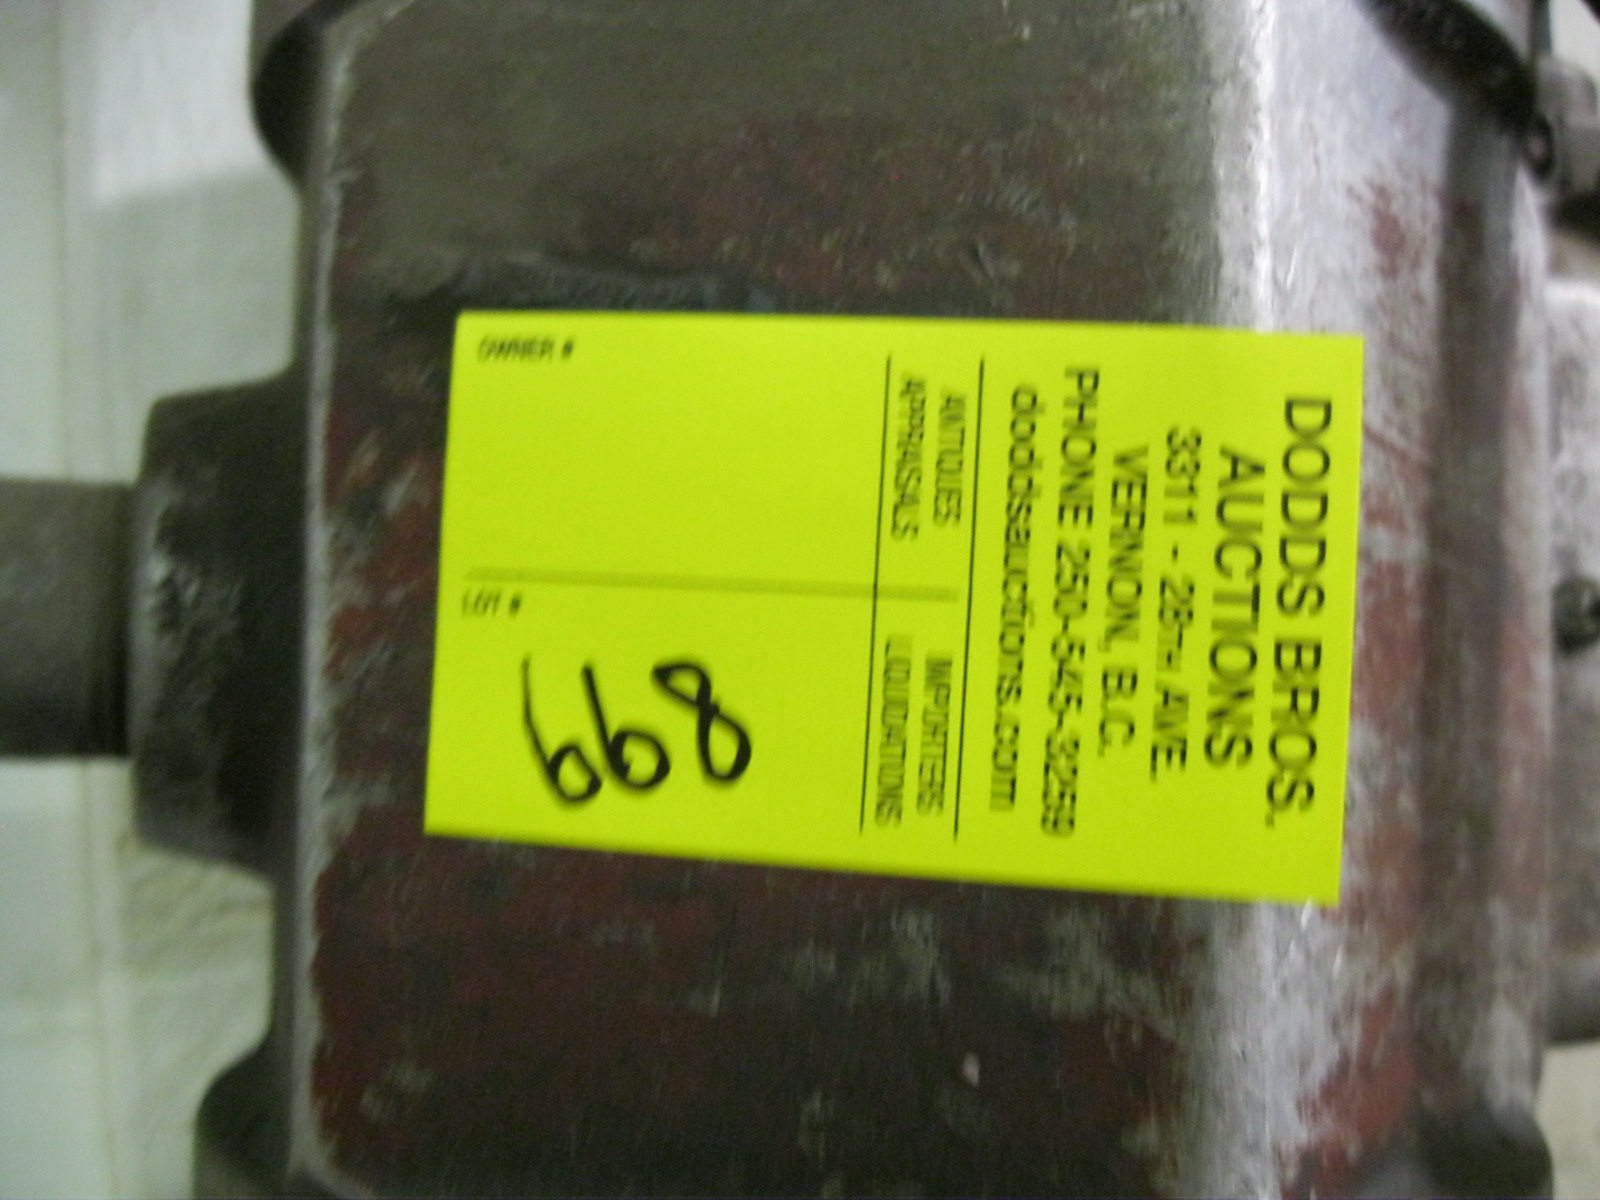 DODDS BROS.
AUCTIONS
3311 - 28TH AVE.
VERNON, B.C.
PHONE 250-545-3259
doddsauctions.com
ANTIQUES IMPORTERS
APPRAISALS LIQUIDATIONS
OWNER # LOT #
668